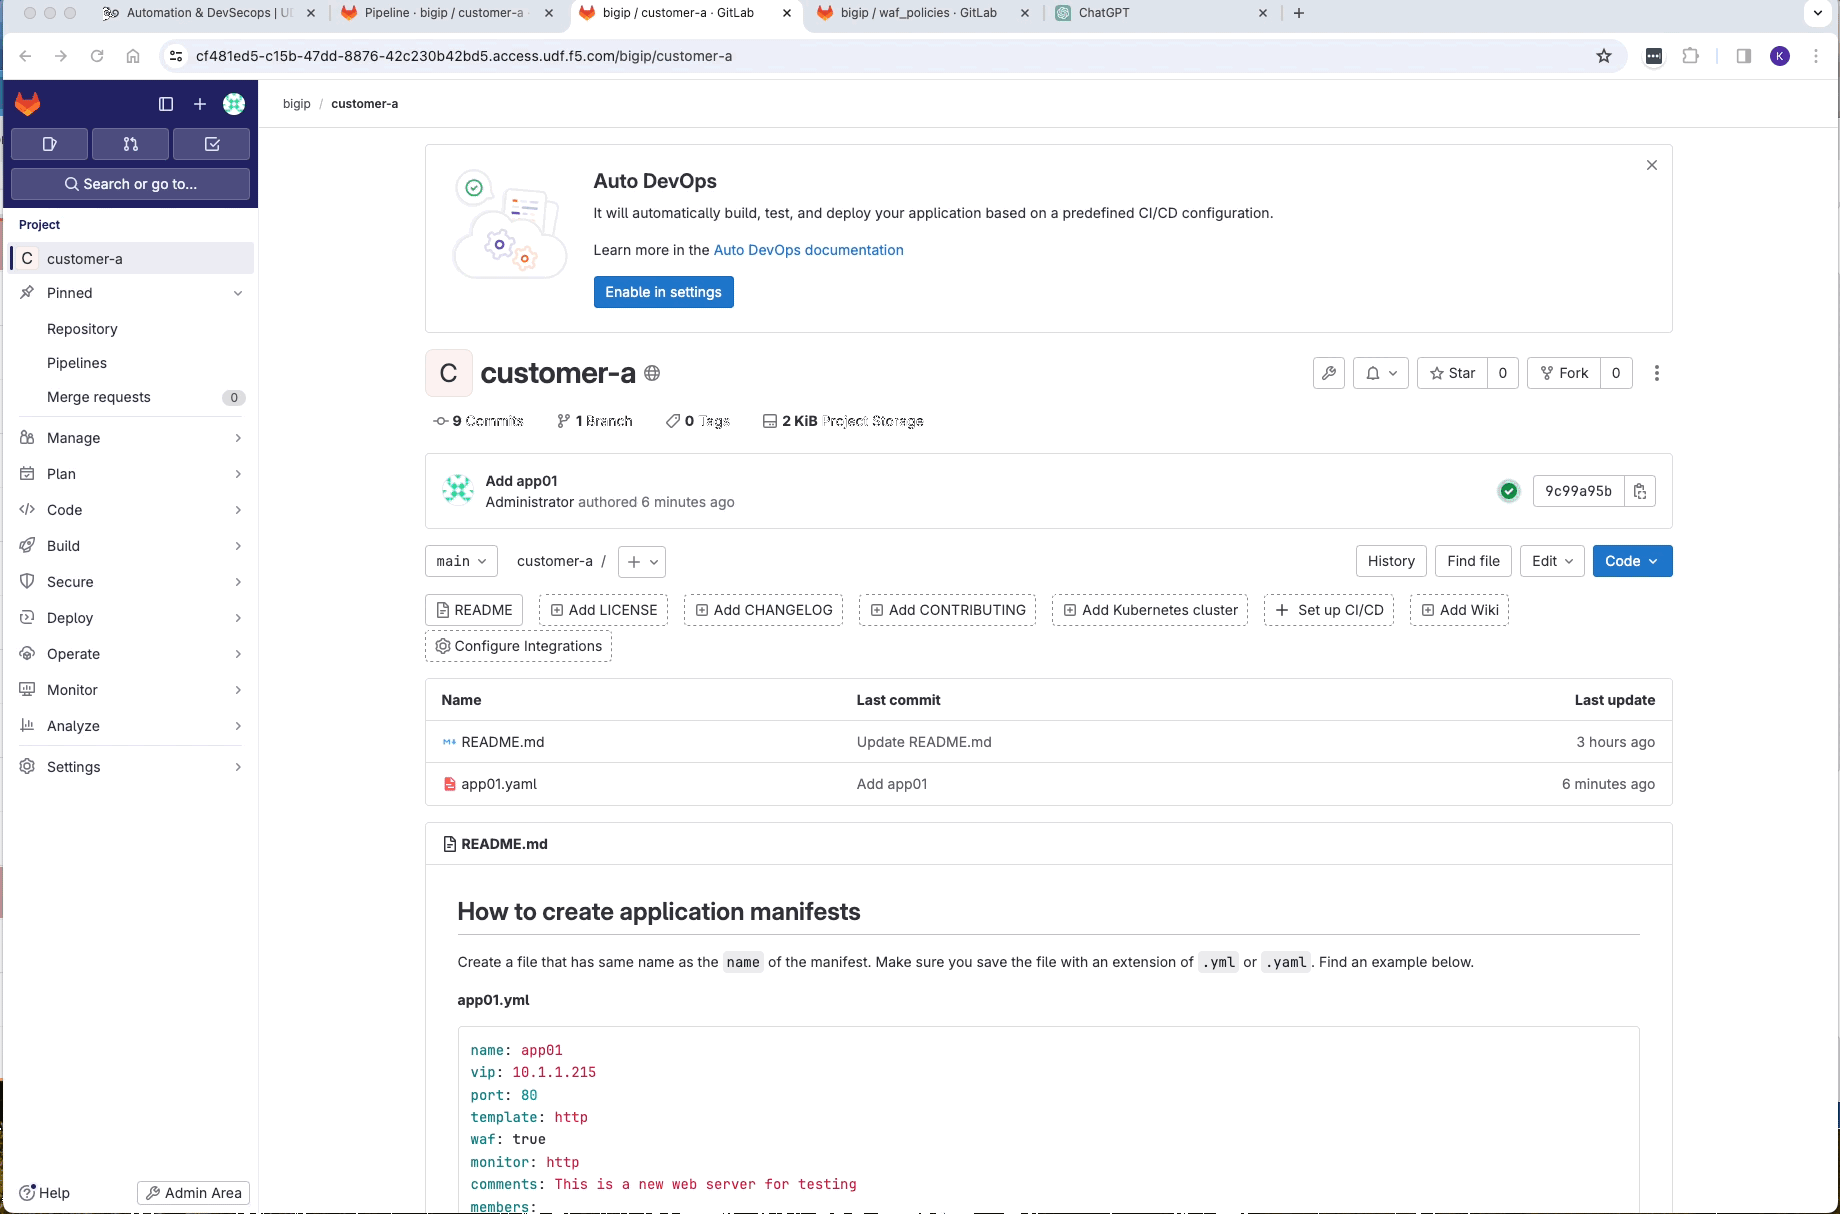 Automation & DevSecops | U
Pipeline · bigip / customer-a ·
bigip / customer-a · GitLab
bigip / waf_policies · GitLab
ChatGPT
cf481ed5-c15b-47dd-8876-42c230b42bd5.access.udf.f5.com/bigip/customer-a
K
bigip / customer-a
Search or go to...
Project
C customer-a
Pinned
Repository
Pipelines
Merge requests 0
Manage
Plan
Code
Build
Secure
Deploy
Operate
Monitor
Analyze
Settings
Help
Admin Area
Auto DevOps
It will automatically build, test, and deploy your application based on a predefined CI/CD configuration.
Learn more in the Auto DevOps documentation
Enable in settings
C customer-a
Star 0
Fork 0
9 Commits 1 Branch 0 Tags 2 KiB Project Storage
Add app01
Administrator authored 6 minutes ago
9c99a95b
main
customer-a /
History
Find file
Edit
Code
README
Add LICENSE
Add CHANGELOG
Add CONTRIBUTING
Add Kubernetes cluster
Set up CI/CD
Add Wiki
Configure Integrations
Name Last commit Last update
README.md Update README.md 3 hours ago
app01.yaml Add app01 6 minutes ago
README.md
How to create application manifests
Create a file that has same name as the name of the manifest. Make sure you save the file with an extension of .yml or .yaml. Find an example below.
app01.yml
name: app01
vip: 10.1.1.215
port: 80
template: http
waf: true
monitor: http
comments: This is a new web server for testing
members: